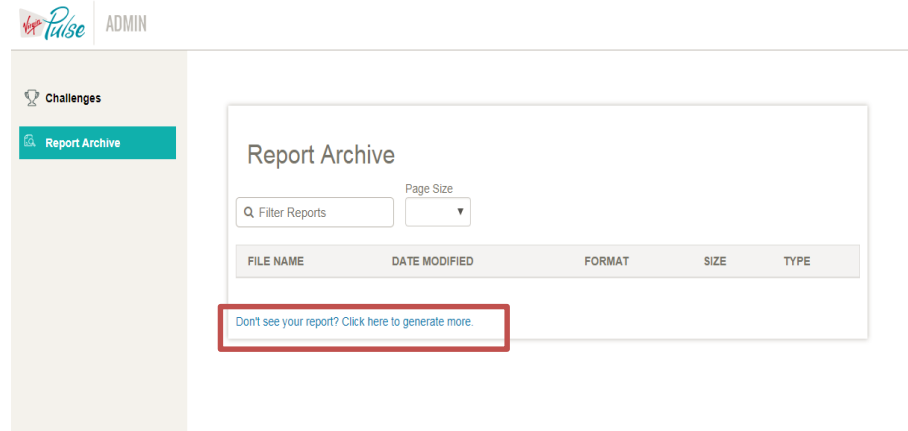 Virgin Pulse ADMIN
Challenges
Report Archive
Report Archive
Page Size
Filter Reports
FILE NAME DATE MODIFIED FORMAT SIZE TYPE
Don't see your report? Click here to generate more.